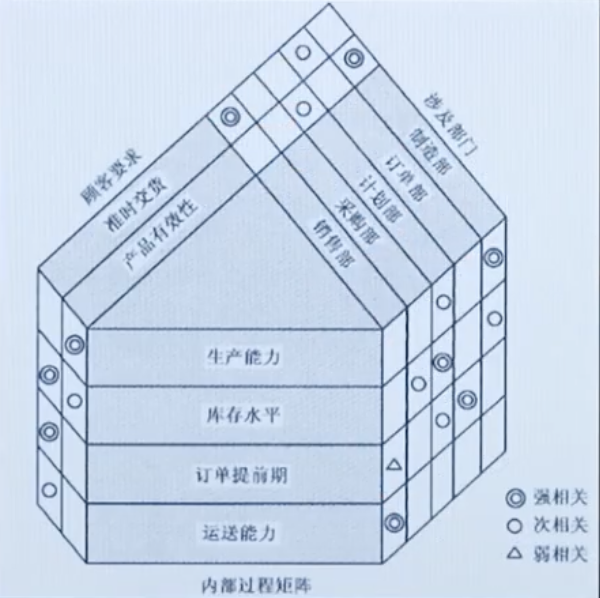 顾客要求
准时交货
产品有效性
涉及部门
制造部
订单部
计划部
采购部
销售部
生产能力
库存水平
订单提前期
运送能力
强相关
次相关
弱相关
内部过程矩阵